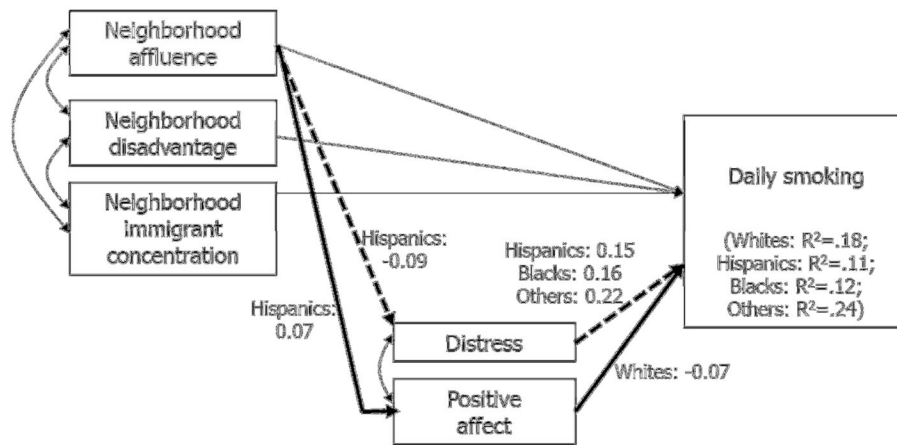 Neighborhood
affluence
Neighborhood
disadvantage
Neighborhood
immigrant
concentration
Daily smoking
(Whites: R²=.18;
Hispanics: R²=.11;
Blacks: R²=.12;
Others: R²=.24)
Hispanics:
-0.09
Hispanics: 0.15
Blacks: 0.16
Others: 0.22
Hispanics:
0.07
Distress
Whites: -0.07
Positive
affect